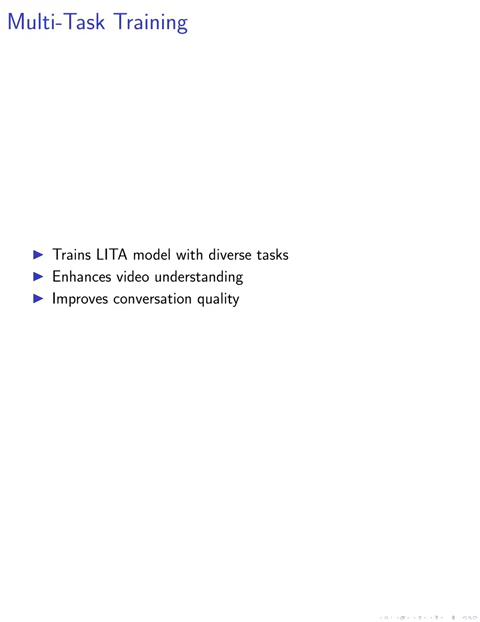 Multi-Task Training
Trains LITA model with diverse tasks
Enhances video understanding
Improves conversation quality